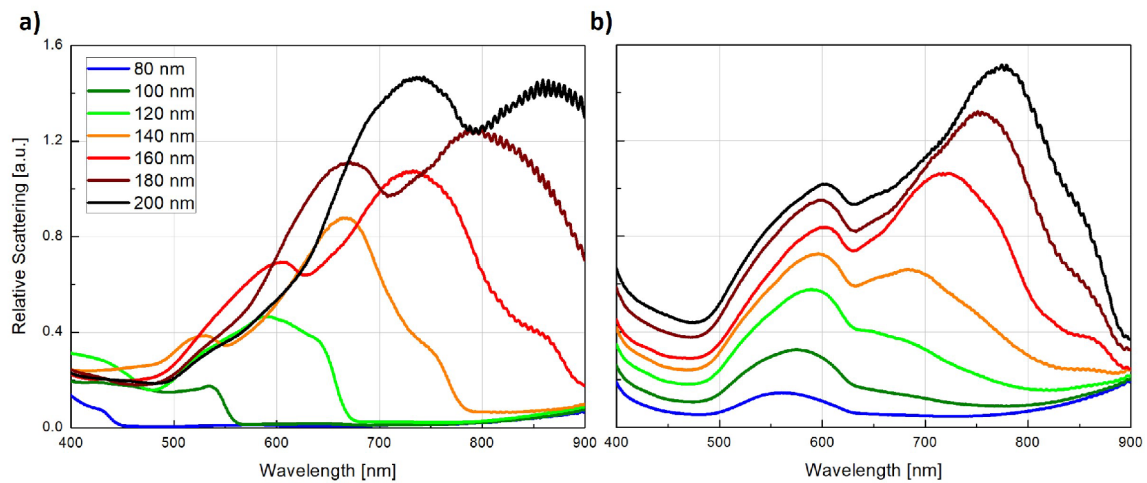 a)
b)
Relative Scattering [a.u.]
1.6
1.2
0.8
0.4
0.0
80 nm
100 nm
120 nm
140 nm
160 nm
180 nm
200 nm
400 500 600 700 800 900
Wavelength [nm]
400 500 600 700 800 900
Wavelength [nm]